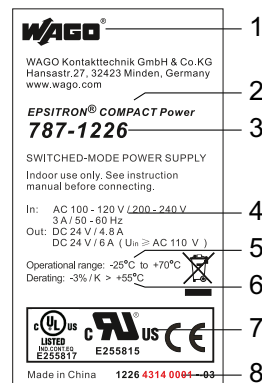 WAGO®
1
WAGO Kontakttechnik GmbH & Co.KG
Hansastr.27, 32423 Minden, Germany
www.wago.com
2
EPSITRON® COMPACT Power
787-1226
3
SWITCHED-MODE POWER SUPPLY
Indoor use only. See instruction
manual before connecting.
In: AC 100 - 120 V / 200 - 240 V
4
3 A / 50 - 60 Hz
Out: DC 24 V / 4.8 A
DC 24 V / 6 A ( Uin ≥ AC 110 V )
5
Operational range: -25°C to +70°C
Derating: -3% / K > +55°C
6
C UL US
LISTED
IND.CONT.EQ
E255817
C US
E255815
CE
7
Made in China 1226 4314 0001 - -03
8